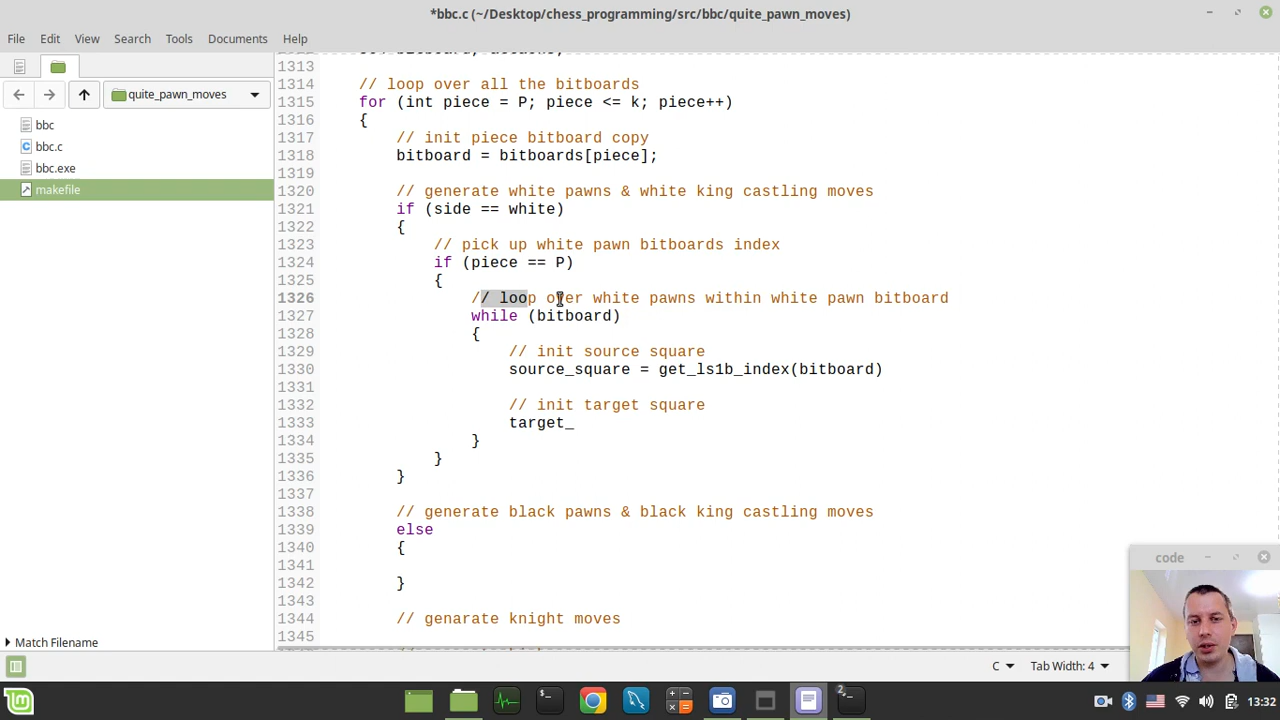 *bbc.c (~/Desktop/chess_programming/src/bbc/quite_pawn_moves)
File Edit View Search Tools Documents Help
quite_pawn_moves
bbc
bbc.c
bbc.exe
makefile
Match Filename
1313
1314 // loop over all the bitboards
1315 for (int piece = P; piece <= k; piece++)
1316 {
1317 // init piece bitboard copy
1318 bitboard = bitboards[piece];
1319
1320 // generate white pawns & white king castling moves
1321 if (side == white)
1322 {
1323 // pick up white pawn bitboards index
1324 if (piece == P)
1325 {
1326 // loop over white pawns within white pawn bitboard
1327 while (bitboard)
1328 {
1329 // init source square
1330 source_square = get_ls1b_index(bitboard)
1331
1332 // init target square
1333 target_
1334 }
1335 }
1336 }
1337
1338 // generate black pawns & black king castling moves
1339 else
1340 {
1341
1342 }
1343
1344 // genarate knight moves
1345
code
C Tab Width: 4
13:32